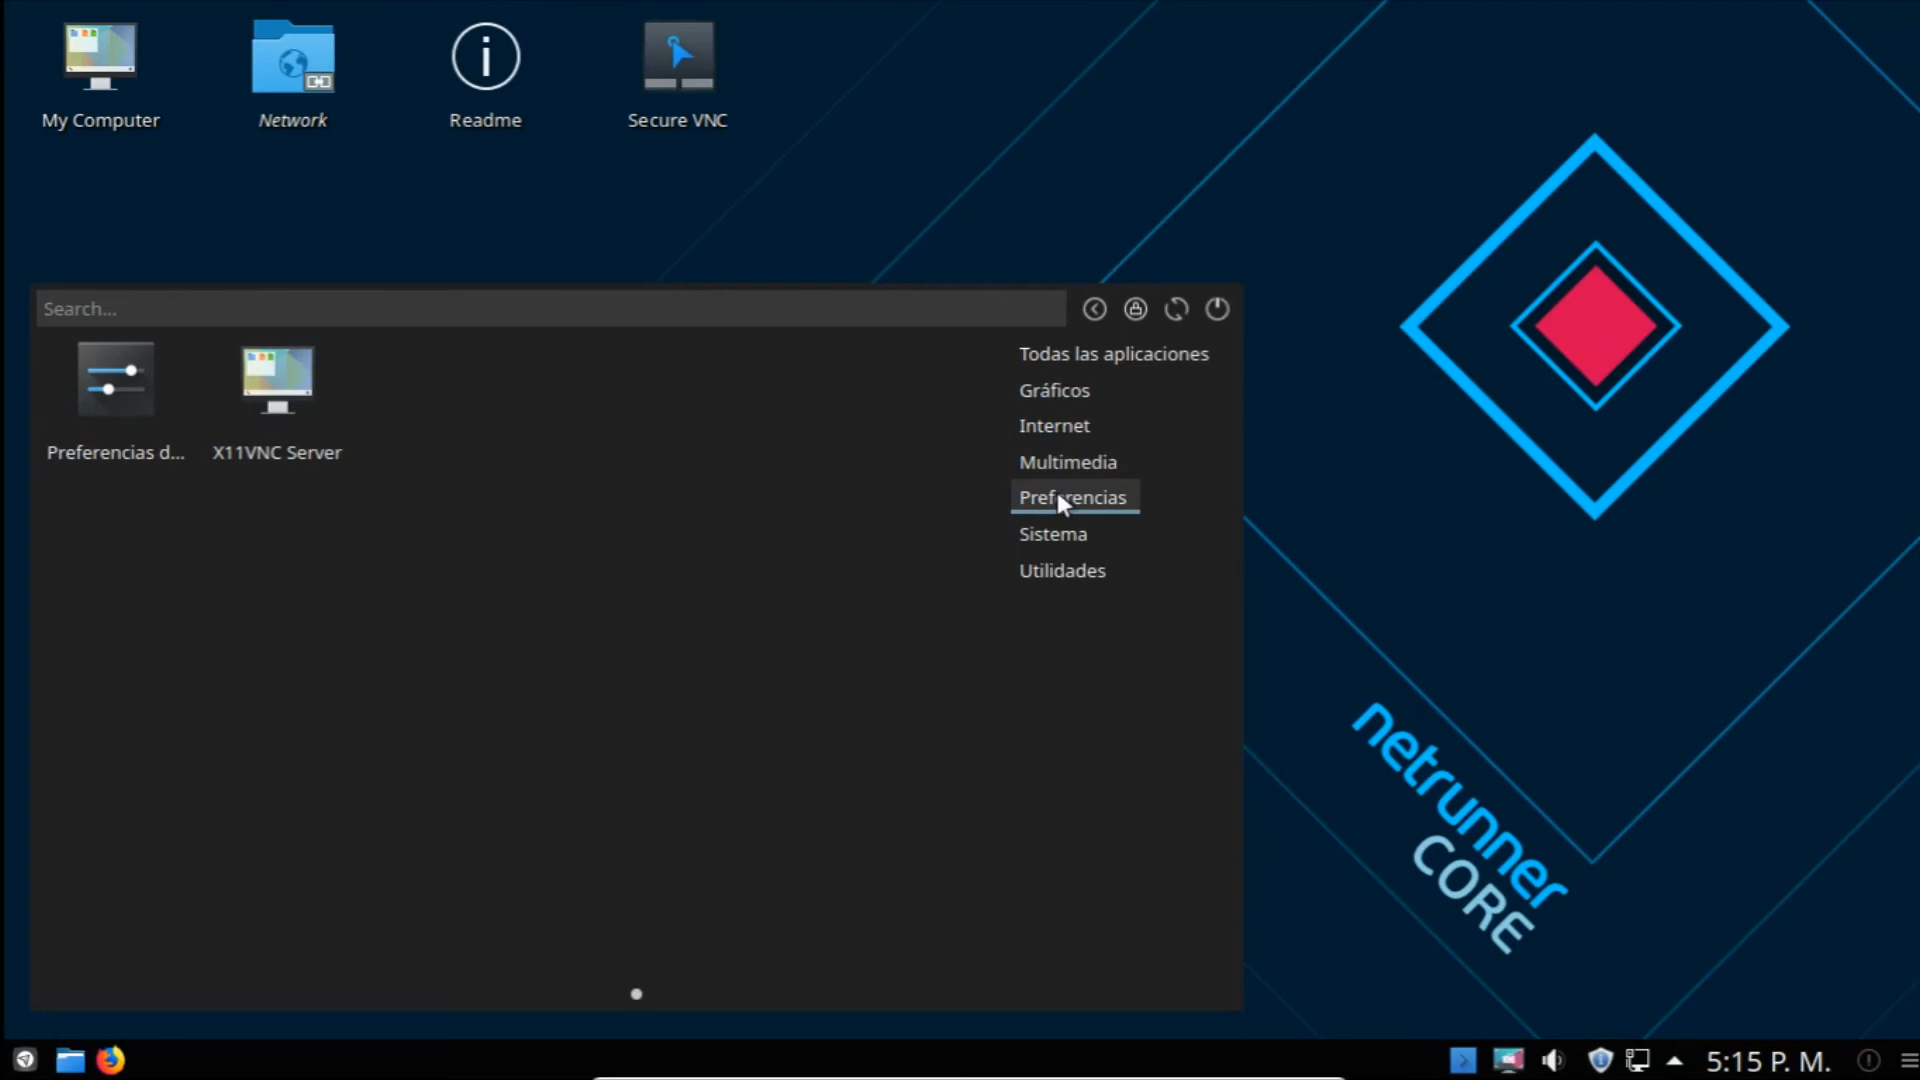 My Computer
Network
Readme
Secure VNC
Search...
Preferencias d...
X11VNC Server
Todas las aplicaciones
Gráficos
Internet
Multimedia
Preferencias
Sistema
Utilidades
netrunner
CORE
5:15 P. M.